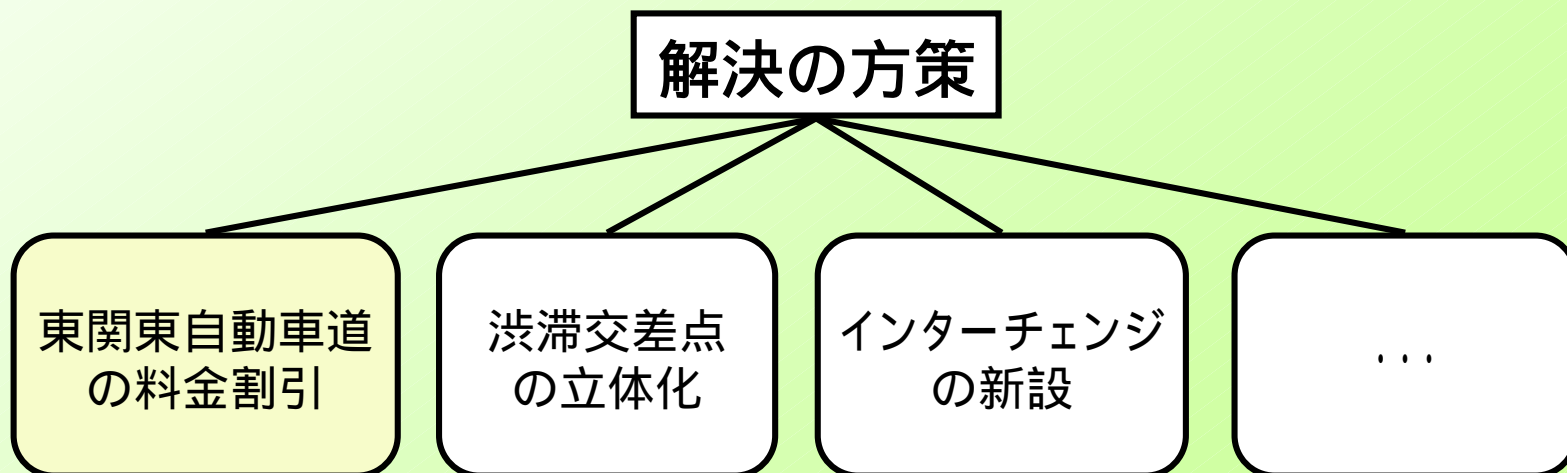 解決の方策
東関東自動車道
の料金割引
渋滞交差点
の立体化
インターチェンジ
の新設
・・・